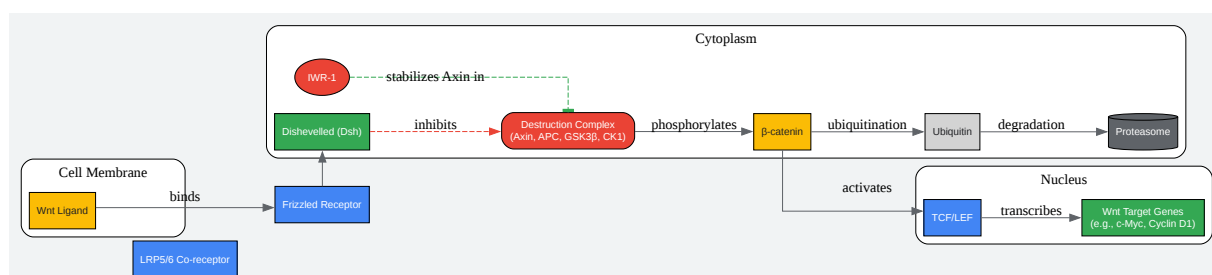 Cytoplasm
IWR-1
stabilizes Axin in
Dishevelled (Dsh)
inhibits
Destruction Complex
(Axin, APC, GSK3β, CK1)
phosphorylates
β-catenin
ubiquitination
Ubiquitin
degradation
Proteasome
Cell Membrane
Wnt Ligand
binds
Frizzled Receptor
LRP5/6 Co-receptor
activates
Nucleus
TCF/LEF
transcribes
Wnt Target Genes
(e.g., c-Myc, Cyclin D1)